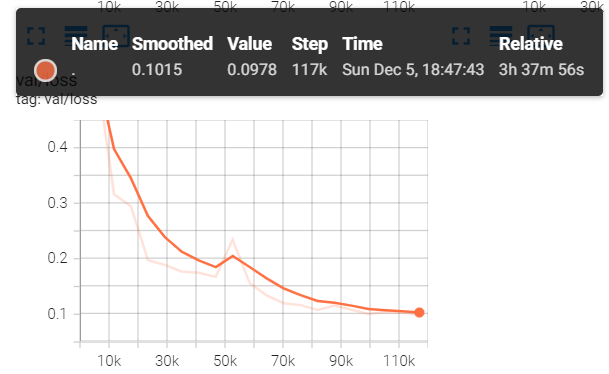 10k 30k 50k 70k 90k 110k 10k 30k
Name Smoothed Value Step Time Relative
. 0.1015 0.0978 117k Sun Dec 5, 18:47:43 3h 37m 56s
val/loss
tag: val/loss
0.4
0.3
0.2
0.1
10k 30k 50k 70k 90k 110k